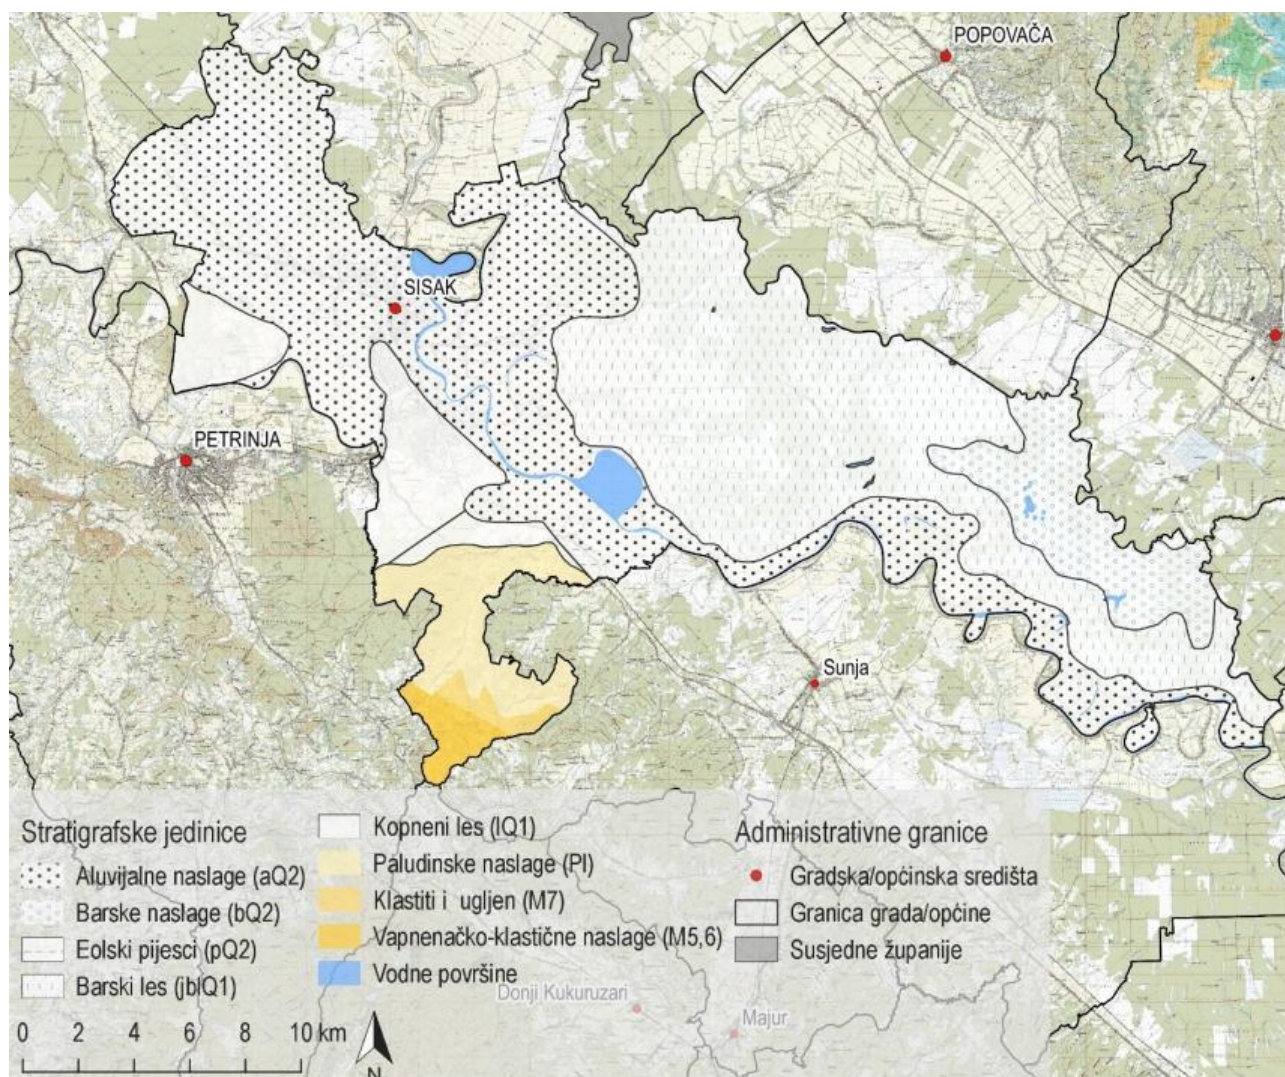 POPOVAČA
SISAK
PETRINJA
Sunja
Stratigrafske jedinice
Aluvijalne naslage (aQ2)
Barske naslage (bQ2)
Eolski pijesci (pQ2)
Barski les (jblQ1)
Kopneni les (lQ1)
Paludinske naslage (Pl)
Klastiti i ugljen (M7)
Vapnenačko-klastične naslage (M5,6)
Vodne površine
Administrativne granice
Gradska/općinska središta
Granica grada/općine
Susjedne županije
Donji Kukuruzari
Majur
0 2 4 6 8 10 km
N